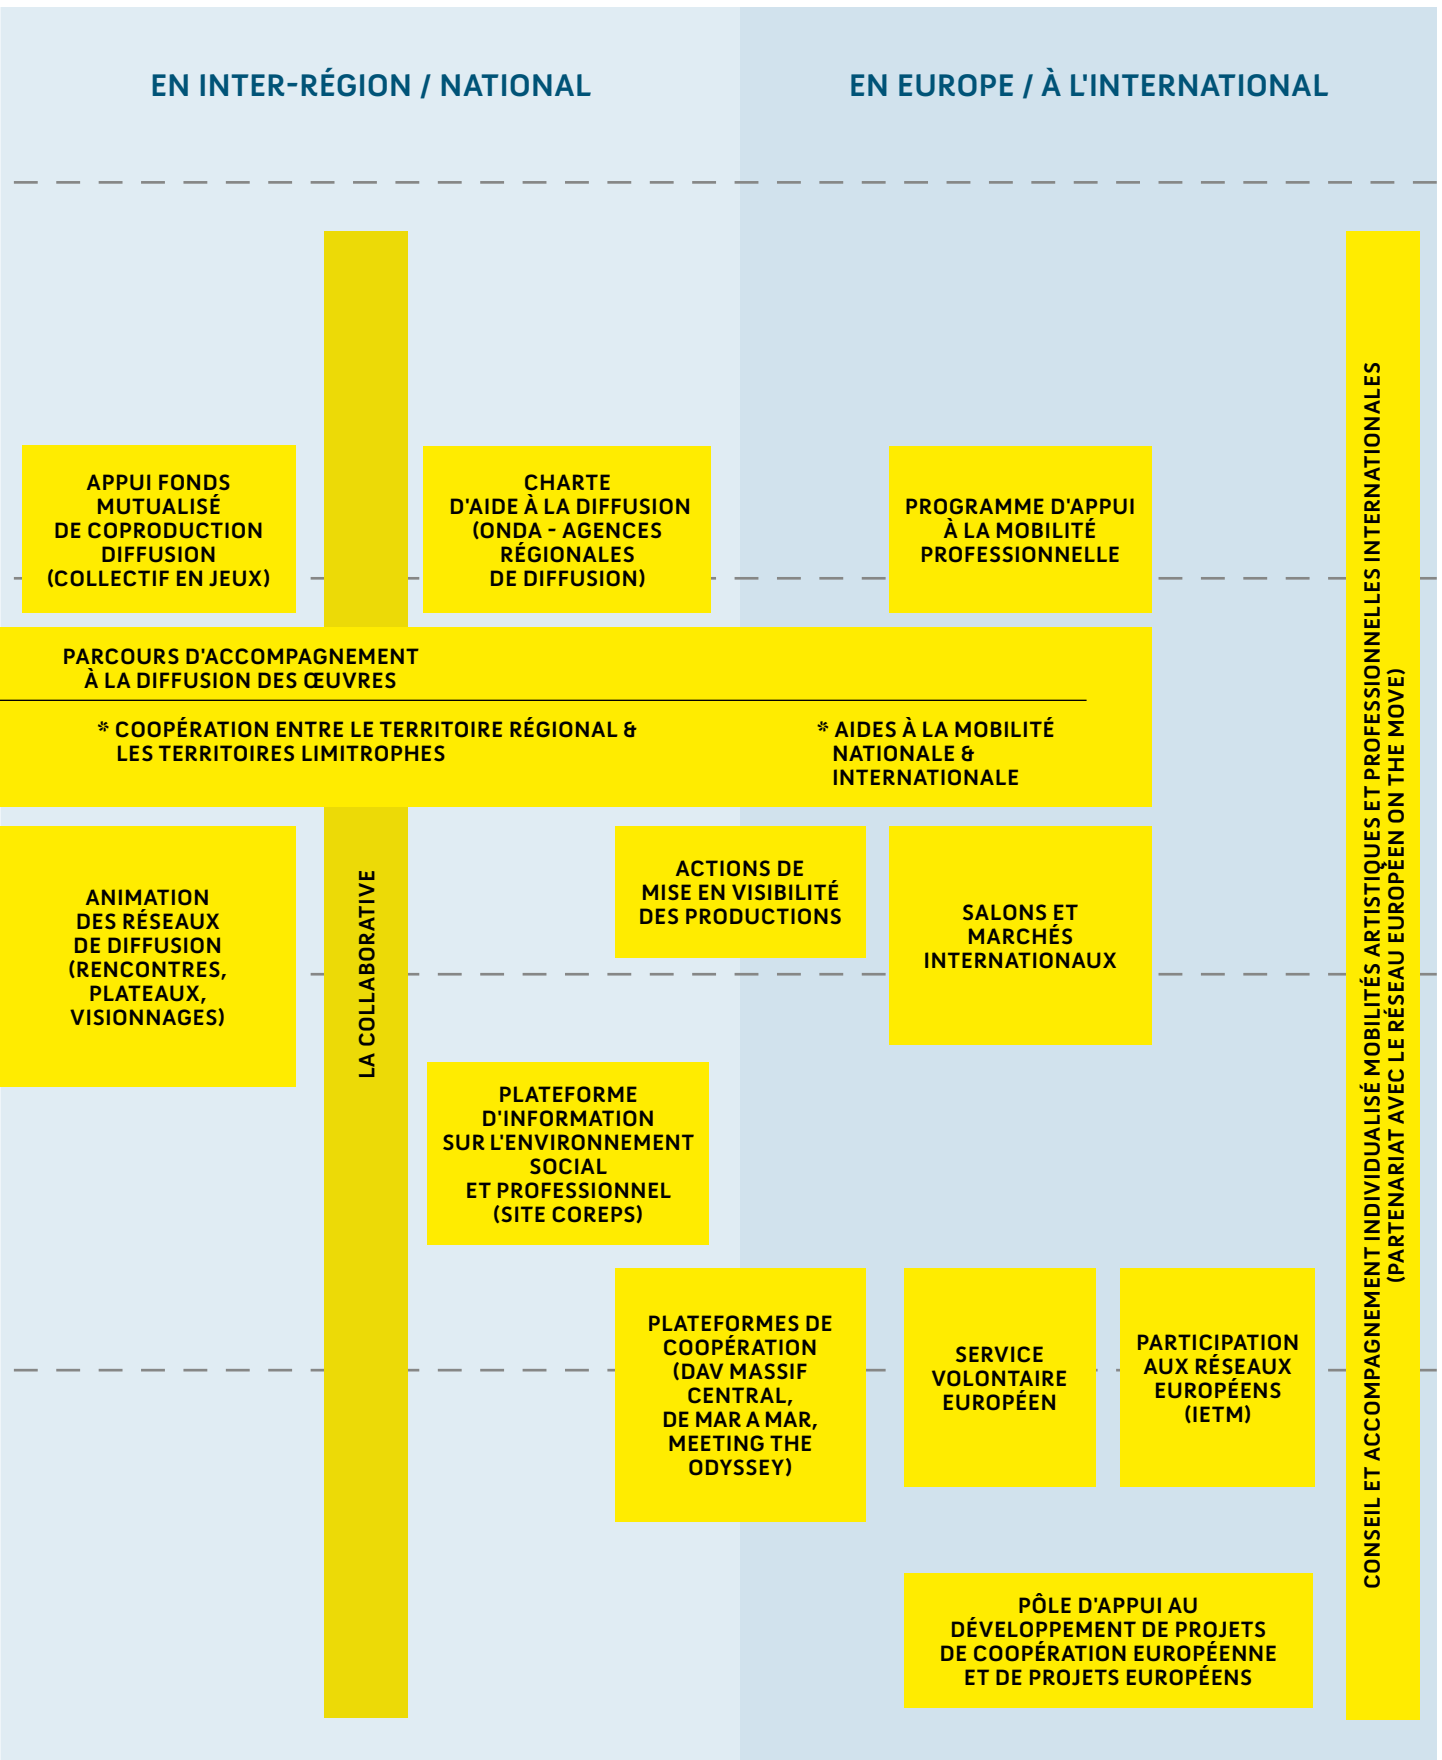 EN INTER-RÉGION / NATIONAL
EN EUROPE / À L'INTERNATIONAL
APPUI FONDS
MUTUALISÉ
DE COPRODUCTION
DIFFUSION
(COLLECTIF EN JEUX)
CHARTE
D'AIDE À LA DIFFUSION
(ONDA - AGENCES
RÉGIONALES
DE DIFFUSION)
PROGRAMME D'APPUI
À LA MOBILITÉ
PROFESSIONNELLE
PARCOURS D'ACCOMPAGNEMENT
À LA DIFFUSION DES ŒUVRES
* COOPÉRATION ENTRE LE TERRITOIRE RÉGIONAL &
LES TERRITOIRES LIMITROPHES
* AIDES À LA MOBILITÉ
NATIONALE &
INTERNATIONALE
ANIMATION
DES RÉSEAUX
DE DIFFUSION
(RENCONTRES,
PLATEAUX,
VISIONNAGES)
LA COLLABORATIVE
ACTIONS DE
MISE EN VISIBILITÉ
DES PRODUCTIONS
SALONS ET
MARCHÉS
INTERNATIONAUX
PLATEFORME
D'INFORMATION
SUR L'ENVIRONNEMENT
SOCIAL
ET PROFESSIONNEL
(SITE COREPS)
PLATEFORMES DE
COOPÉRATION
(DAV MASSIF
CENTRAL,
DE MAR A MAR,
MEETING THE
ODYSSEY)
SERVICE
VOLONTAIRE
EUROPÉEN
PARTICIPATION
AUX RÉSEAUX
EUROPÉENS
(IETM)
PÔLE D'APPUI AU
DÉVELOPPEMENT DE PROJETS
DE COOPÉRATION EUROPÉENNE
ET DE PROJETS EUROPÉENS
CONSEIL ET ACCOMPAGNEMENT INDIVIDUALISÉ MOBILITÉS ARTISTIQUES ET PROFESSIONNELLES INTERNATIONALES
(PARTENARIAT AVEC LE RÉSEAU EUROPÉEN ON THE MOVE)